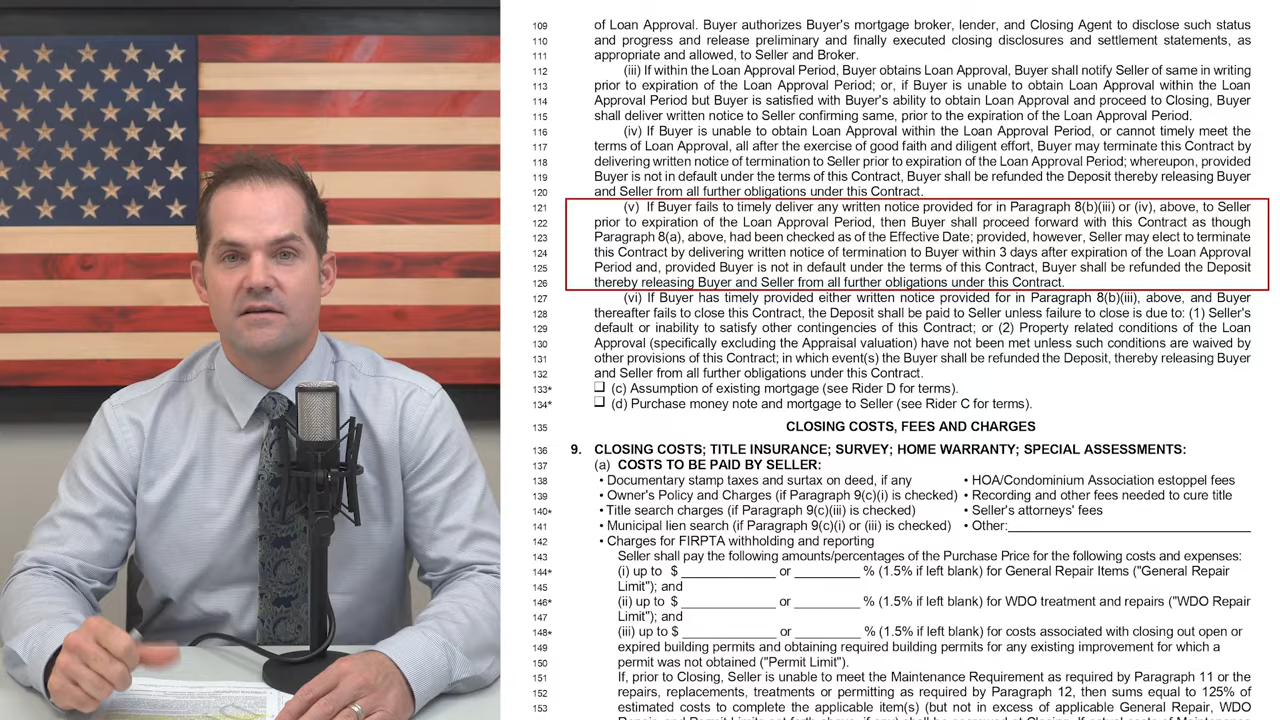 109 of Loan Approval. Buyer authorizes Buyer's mortgage broker, lender, and Closing Agent to disclose such status
110 and progress and release preliminary and finally executed closing disclosures and settlement statements, as
111 appropriate and allowed, to Seller and Broker.
112 (iii) If within the Loan Approval Period, Buyer obtains Loan Approval, Buyer shall notify Seller of same in writing
113 prior to expiration of the Loan Approval Period; or, if Buyer is unable to obtain Loan Approval within the Loan
114 Approval Period but Buyer is satisfied with Buyer's ability to obtain Loan Approval and proceed to Closing, Buyer
115 shall deliver written notice to Seller confirming same, prior to the expiration of the Loan Approval Period.
116 (iv) If Buyer is unable to obtain Loan Approval within the Loan Approval Period, or cannot timely meet the
117 terms of Loan Approval, all after the exercise of good faith and diligent effort, Buyer may terminate this Contract by
118 delivering written notice of termination to Seller prior to expiration of the Loan Approval Period; whereupon, provided
119 Buyer is not in default under the terms of this Contract, Buyer shall be refunded the Deposit thereby releasing Buyer
120 and Seller from all further obligations under this Contract.
121 (v) If Buyer fails to timely deliver any written notice provided for in Paragraph 8(b)(iii) or (iv), above, to Seller
122 prior to expiration of the Loan Approval Period, then Buyer shall proceed forward with this Contract as though
123 Paragraph 8(a), above, had been checked as of the Effective Date; provided, however, Seller may elect to terminate
124 this Contract by delivering written notice of termination to Buyer within 3 days after expiration of the Loan Approval
125 Period and, provided Buyer is not in default under the terms of this Contract, Buyer shall be refunded the Deposit
126 thereby releasing Buyer and Seller from all further obligations under this Contract.
127 (vi) If Buyer has timely provided either written notice provided for in Paragraph 8(b)(iii), above, and Buyer
128 thereafter fails to close this Contract, the Deposit shall be paid to Seller unless failure to close is due to: (1) Seller's
129 default or inability to satisfy other contingencies of this Contract; or (2) Property related conditions of the Loan
130 Approval (specifically excluding the Appraisal valuation) have not been met unless such conditions are waived by
131 other provisions of this Contract; in which event(s) the Buyer shall be refunded the Deposit, thereby releasing Buyer
132 and Seller from all further obligations under this Contract.
133* ☐ (c) Assumption of existing mortgage (see Rider D for terms).
134* ☐ (d) Purchase money note and mortgage to Seller (see Rider C for terms).
135 CLOSING COSTS, FEES AND CHARGES
136 9. CLOSING COSTS; TITLE INSURANCE; SURVEY; HOME WARRANTY; SPECIAL ASSESSMENTS:
137 (a) COSTS TO BE PAID BY SELLER:
138 • Documentary stamp taxes and surtax on deed, if any • HOA/Condominium Association estoppel fees
139 • Owner's Policy and Charges (if Paragraph 9(c)(i) is checked) • Recording and other fees needed to cure title
140* • Title search charges (if Paragraph 9(c)(iii) is checked) • Seller's attorneys' fees
141 • Municipal lien search (if Paragraph 9(c)(i) or (iii) is checked) • Other:____________
142 • Charges for FIRPTA withholding and reporting
143 Seller shall pay the following amounts/percentages of the Purchase Price for the following costs and expenses:
144* (i) up to $ __________ or _______ % (1.5% if left blank) for General Repair Items ("General Repair
145 Limit"); and
146* (ii) up to $ __________ or _______ % (1.5% if left blank) for WDO treatment and repairs ("WDO Repair
147 Limit"); and
148* (iii) up to $ __________ or _______ % (1.5% if left blank) for costs associated with closing out open or
149 expired building permits and obtaining required building permits for any existing improvement for which a
150 permit was not obtained ("Permit Limit").
151 If, prior to Closing, Seller is unable to meet the Maintenance Requirement as required by Paragraph 11 or the
152 repairs, replacements, treatments or permitting as required by Paragraph 12, then sums equal to 125% of
153 estimated costs to complete the applicable item(s) (but not in excess of applicable General Repair, WDO